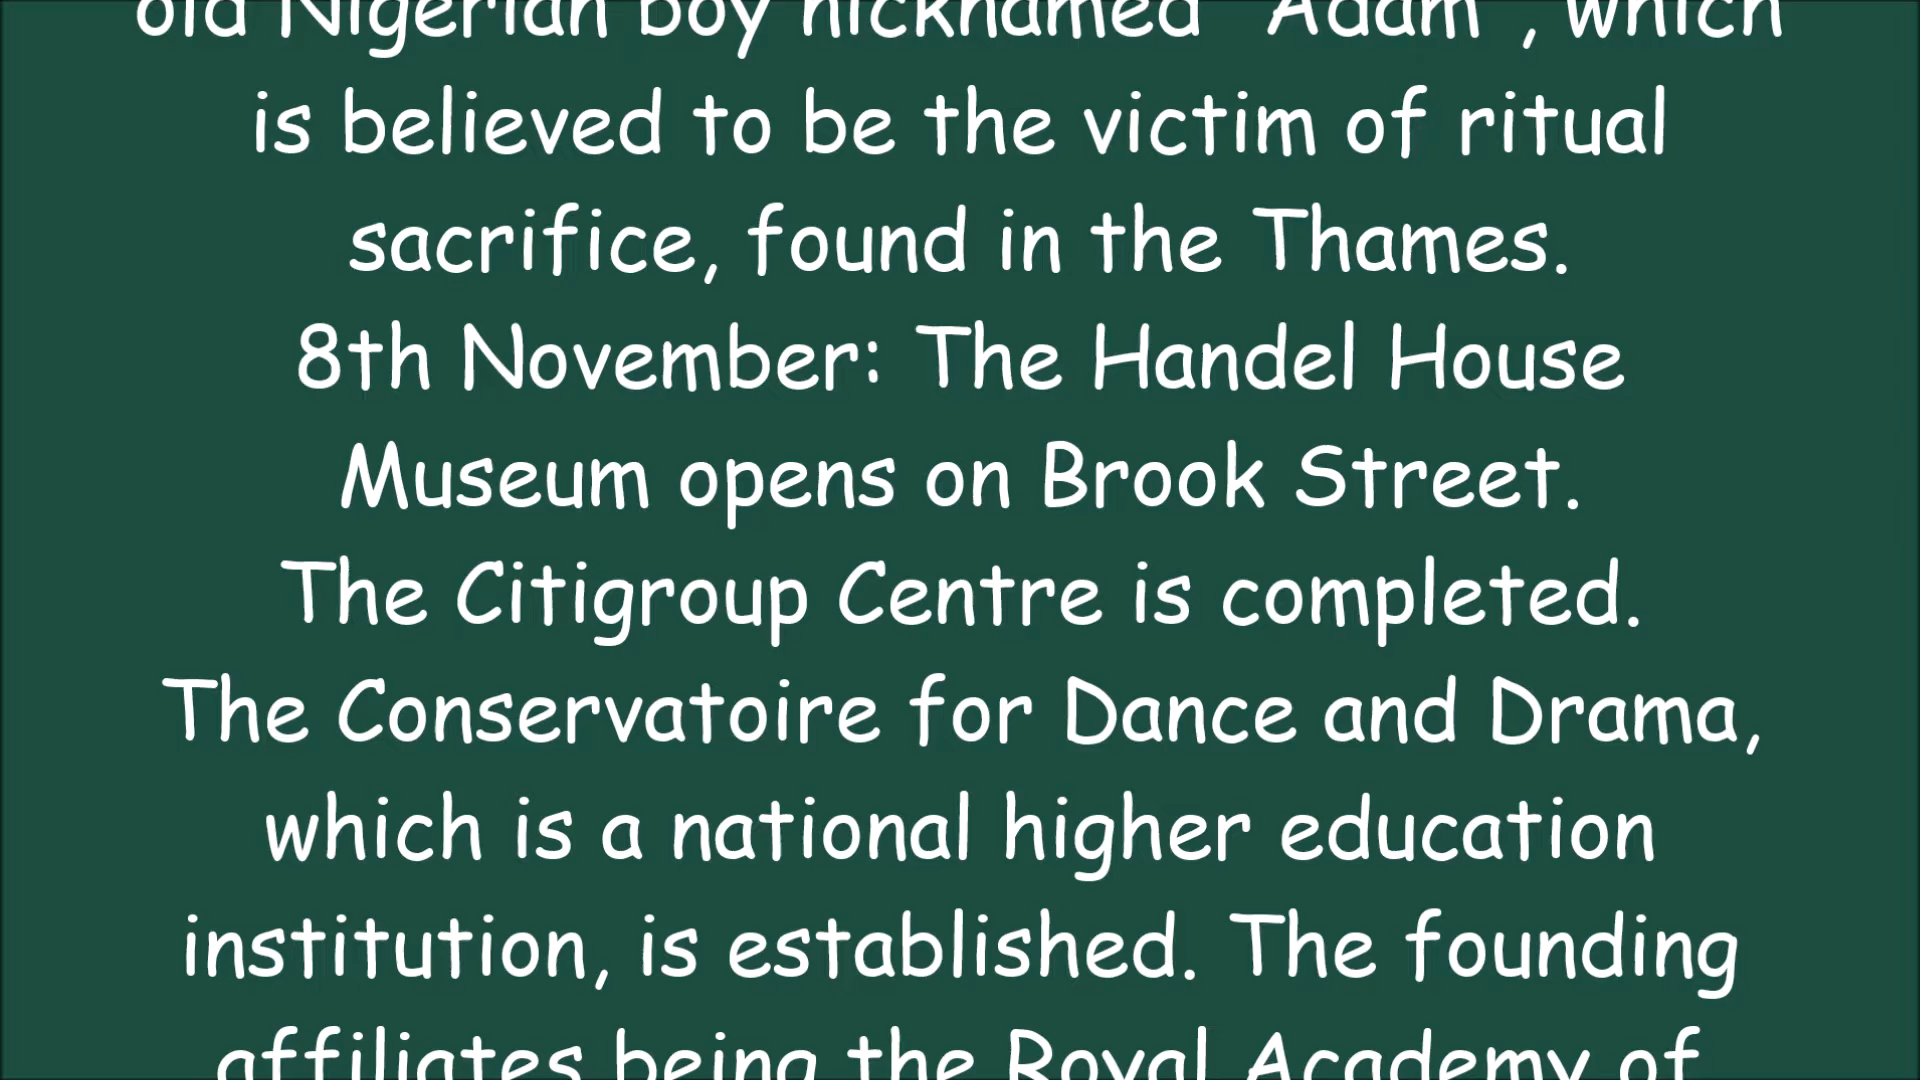 old Nigerian boy nicknamed "Adam", which
is believed to be the victim of ritual
sacrifice, found in the Thames.
8th November: The Handel House
Museum opens on Brook Street.
The Citigroup Centre is completed.
The Conservatoire for Dance and Drama,
which is a national higher education
institution, is established. The founding
affiliates being the Royal Academy of